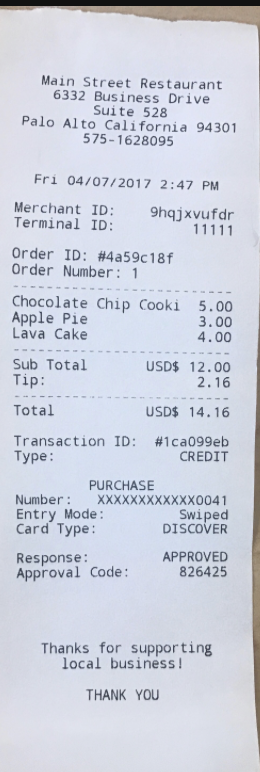 Main Street Restaurant
6332 Business Drive
Suite 528
Palo Alto California 94301
575-1628095
Fri 04/07/2017 2:47 PM
Merchant ID: 9hqjxvufdr
Terminal ID: 11111
Order ID: #4a59c18f
Order Number: 1
Chocolate Chip Cooki 5.00
Apple Pie 3.00
Lava Cake 4.00
Sub Total USD$ 12.00
Tip: 2.16
Total USD$ 14.16
Transaction ID: #1ca099eb
Type: CREDIT
PURCHASE
Number: XXXXXXXXXXXX0041
Entry Mode: Swiped
Card Type: DISCOVER
Response: APPROVED
Approval Code: 826425
Thanks for supporting
local business!
THANK YOU